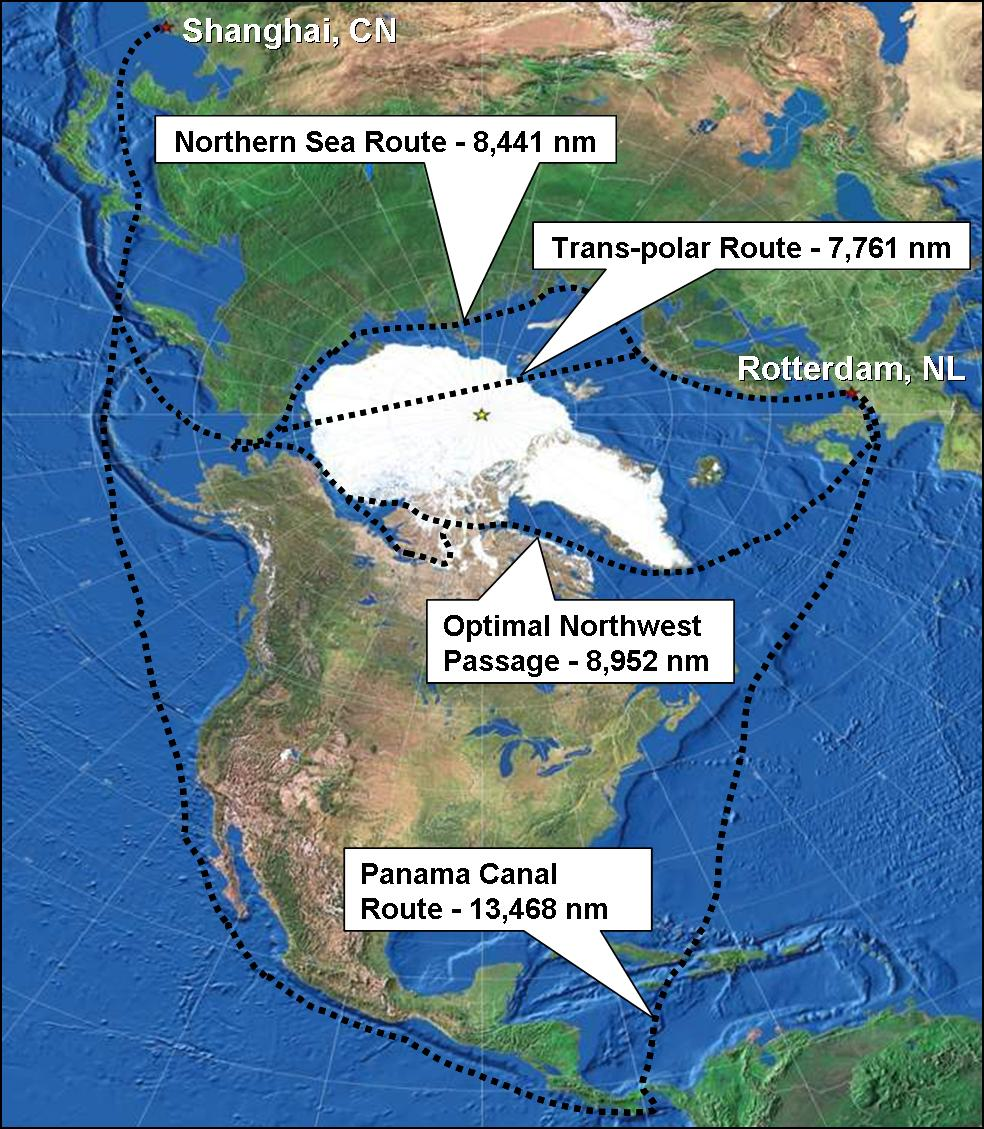 Shanghai, CN
Northern Sea Route - 8,441 nm
Trans-polar Route - 7,761 nm
Rotterdam, NL
Optimal Northwest
Passage - 8,952 nm
Panama Canal
Route - 13,468 nm